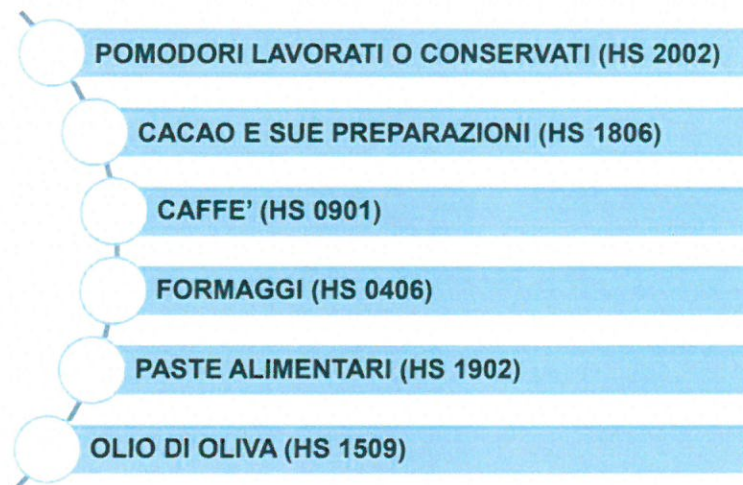 POMODORI LAVORATI O CONSERVATI (HS 2002)
CACAO E SUE PREPARAZIONI (HS 1806)
CAFFE' (HS 0901)
FORMAGGI (HS 0406)
PASTE ALIMENTARI (HS 1902)
OLIO DI OLIVA (HS 1509)